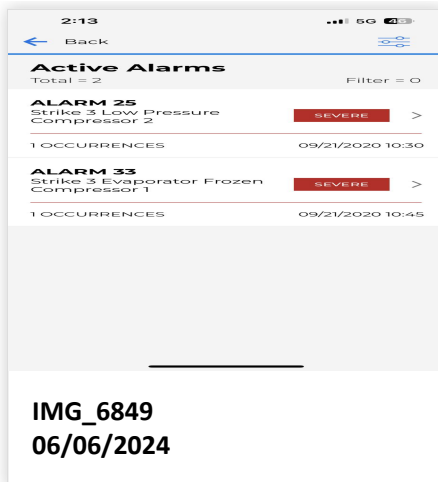 2:13
5G 46
Back
Active Alarms
Total = 2
Filter = 0
ALARM 25
Strike 3 Low Pressure
Compressor 2
SEVERE
1 OCCURRENCES
09/21/2020 10:30
ALARM 33
Strike 3 Evaporator Frozen
Compressor 1
SEVERE
1 OCCURRENCES
09/21/2020 10:45
IMG_6849
06/06/2024